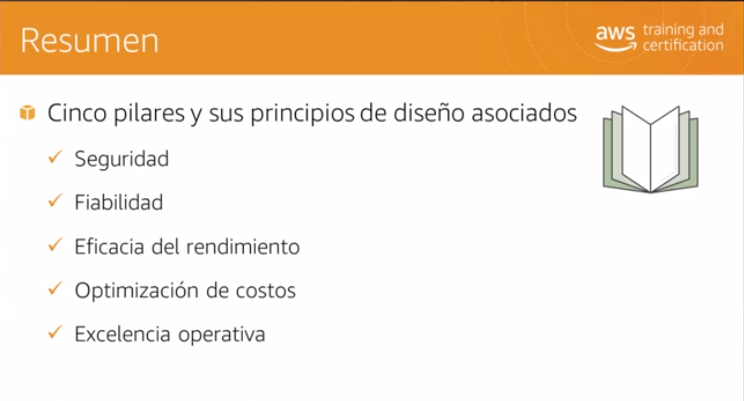 Resumen
aws training and
certification
Cinco pilares y sus principios de diseño asociados
Seguridad
Fiabilidad
Eficacia del rendimiento
Optimización de costos
Excelencia operativa